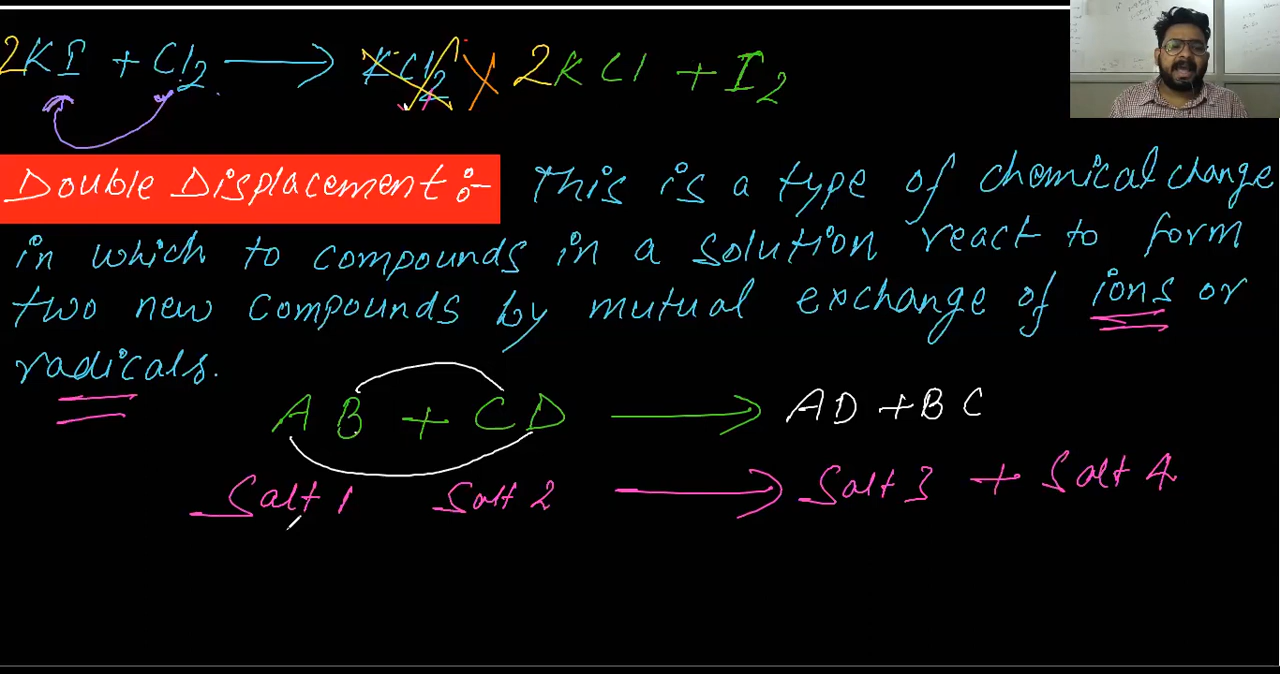 2KI + Cl2 → KCl2 X 2KCl + I2
Double Displacement:- This is a type of chemical change
in which to compounds in a solution react to form
two new compounds by mutual exchange of ions or
radicals.
AB + CD → AD + BC
Salt 1 Salt 2 → Salt 3 + Salt 4